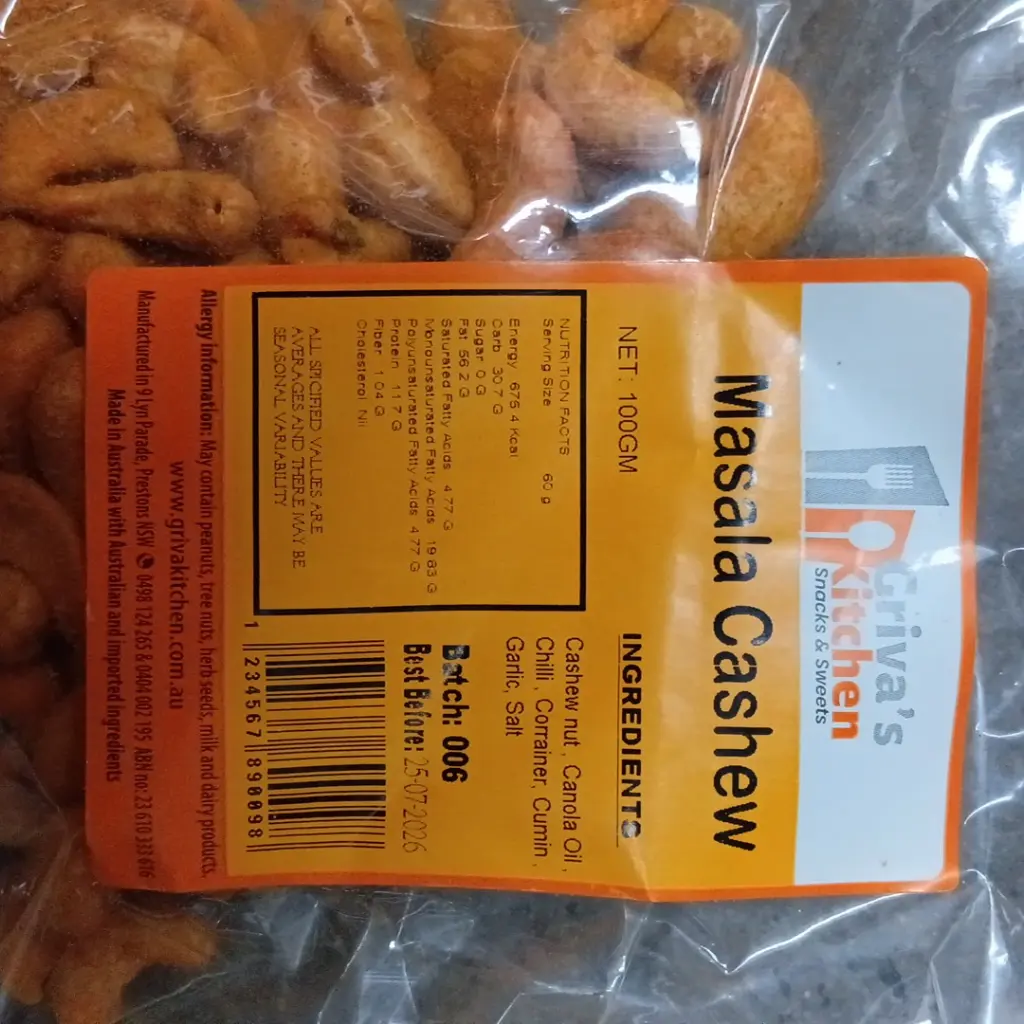 Griva's
Kitchen
Snacks & Sweets
Masala Cashew
NET: 100GM
NUTRITION FACTS
Serving Size 60 g
Energy 675 4 Kcal
Carb 30 7 G
Sugar 0 G
Fat 56 2 G
Saturated Fatty Acids 4.77 G
Monounsaturated Fatty Acids 19 83 G
Polyunsaturated Fatty Acids 4.77 G
Protein 11 7 G
Fiber 1 04 G
Cholesterol Nil
ALL SPECIFIED VALUES ARE
AVERAGES AND THERE MAY BE
SEASONAL VARIABILITY
INGREDIENTS
Cashew nut , Canola Oil ,
Chilli , Corrainer, Cumin ,
Garlic, Salt
Batch: 006
Best Before: 25-07-2026
1 234567 890098
Allergy information: May contain peanuts, tree nuts, herb seeds, milk and dairy products.
www.grivakitchen.com.au
Manufactured in 9 Lyn Parade, Prestons NSW 0498 124 265 & 0404 002 195 ABN no: 23 610 333 616
Made in Australia with Australian and imported ingredients